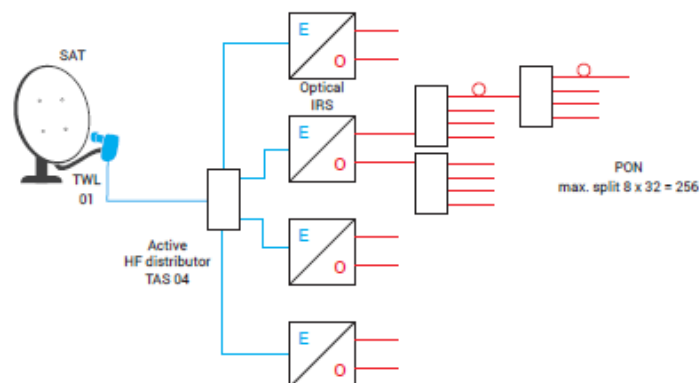 SAT
TWL
01
Active
HF distributor
TAS 04
E
O
Optical
IRS
E
O
E
O
E
O
PON
max. split 8 x 32 = 256